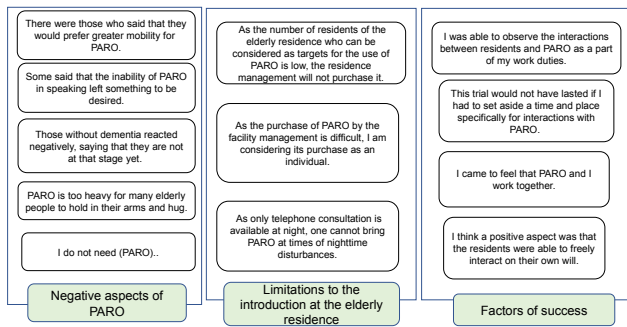 There were those who said that they
would prefer greater mobility for
PARO.
Some said that the inability of PARO
in speaking left something to be
desired.
Those without dementia reacted
negatively, saying that they are not
at that stage yet.
PARO is too heavy for many elderly
people to hold in their arms and hug.
I do not need (PARO)..
Negative aspects of
PARO
As the number of residents of the
elderly residence who can be
considered as targets for the use of
PARO is low, the residence
management will not purchase it.
As the purchase of PARO by the
facility management is difficult, I am
considering its purchase as an
individual.
As only telephone consultation is
available at night, one cannot bring
PARO at times of nighttime
disturbances.
Limitations to the
introduction at the elderly
residence
I was able to observe the interactions
between residents and PARO as a part
of my work duties.
This trial would not have lasted if I
had to set aside a time and place
specifically for interactions with
PARO.
I came to feel that PARO and I
work together.
I think a positive aspect was that
the residents were able to freely
interact on their own will.
Factors of success